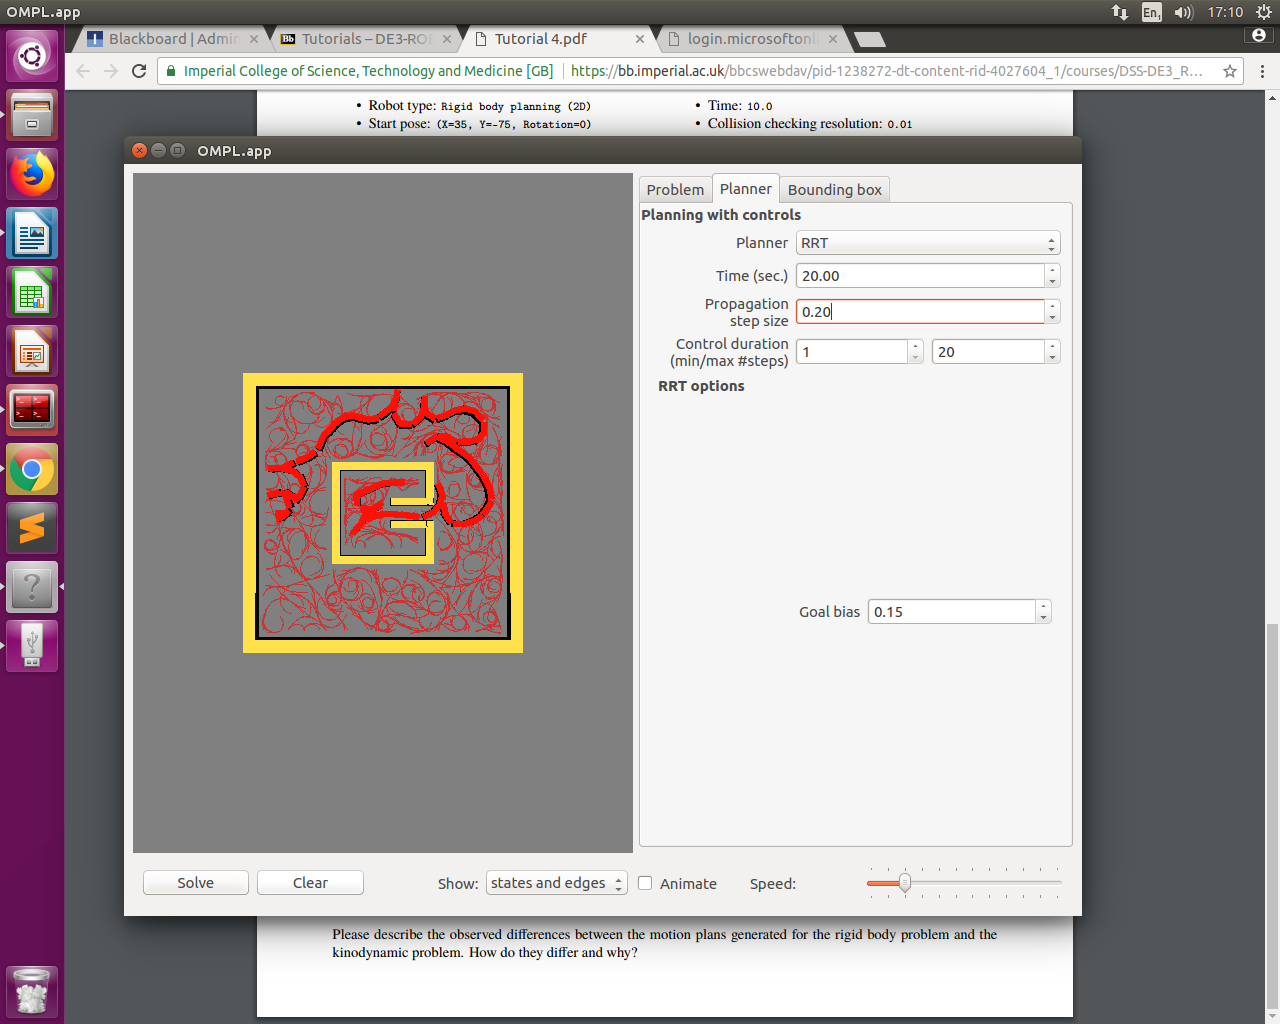 OMPL.app
En₁
17:10
Blackboard | Admin
Bb
Tutorials – DE3-RO
Tutorial 4.pdf
login.microsoftonl
Imperial College of Science, Technology and Medicine [GB]
https://bb.imperial.ac.uk/bbcswebdav/pid-1238272-dt-content-rid-4027604_1/courses/DSS-DE3_R...
• Robot type: Rigid body planning (2D)
• Time: 10.0
• Start pose: (X=35, Y=-75, Rotation=0)
• Collision checking resolution: 0.01
OMPL.app
Problem
Planner
Bounding box
Planning with controls
Planner
RRT
Time (sec.)
20.00
Propagation
step size
0.20
Control duration
(min/max #steps)
1
20
RRT options
Goal bias
0.15
Solve
Clear
Show:
states and edges
Animate
Speed:
Please describe the observed differences between the motion plans generated for the rigid body problem and the
kinodynamic problem. How do they differ and why?